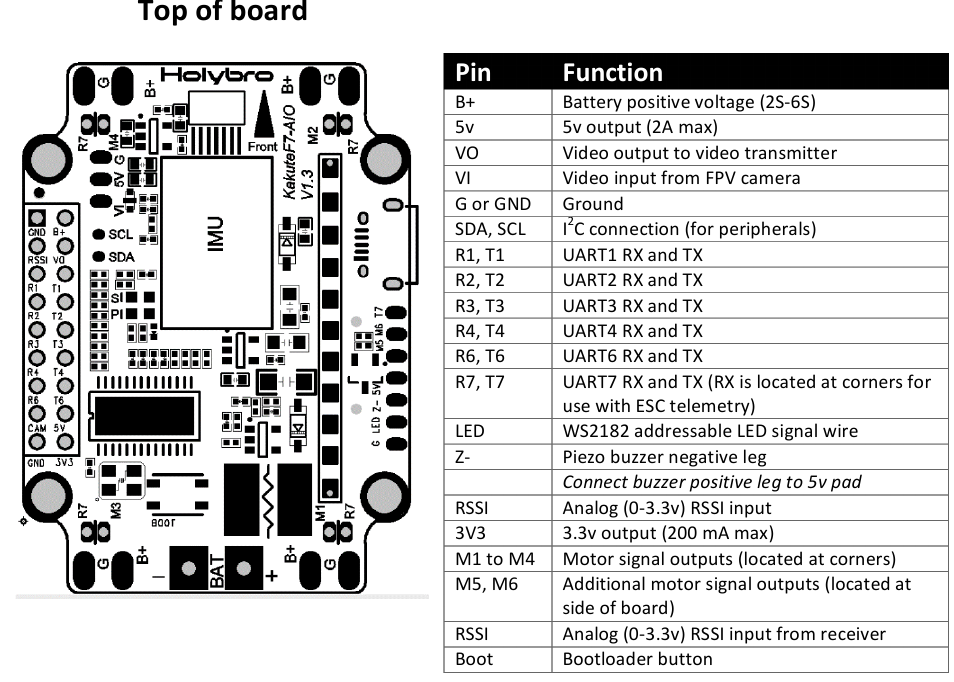 Top of board
Holybro
G
B+
B+
G
R7
M4
M2
R7
Front
KakuteF7-AIO
V1.3
G
5V
VI
SCL
SDA
IMU
GND B+
RSSI VO
R1 T1
R2 T2
R3 T3
R4 T4
R6 T6
CAM 5V
GND 3V3
SI
PI
M5 M6 T7
G LED Z- 5V
R7
M3
Boot
M1
R7
G
B+
BAT
B+
G
− +
Pin Function
B+ Battery positive voltage (2S-6S)
5v 5v output (2A max)
VO Video output to video transmitter
VI Video input from FPV camera
G or GND Ground
SDA, SCL I2C connection (for peripherals)
R1, T1 UART1 RX and TX
R2, T2 UART2 RX and TX
R3, T3 UART3 RX and TX
R4, T4 UART4 RX and TX
R6, T6 UART6 RX and TX
R7, T7 UART7 RX and TX (RX is located at corners for
use with ESC telemetry)
LED WS2182 addressable LED signal wire
Z- Piezo buzzer negative leg
Connect buzzer positive leg to 5v pad
RSSI Analog (0-3.3v) RSSI input
3V3 3.3v output (200 mA max)
M1 to M4 Motor signal outputs (located at corners)
M5, M6 Additional motor signal outputs (located at
side of board)
RSSI Analog (0-3.3v) RSSI input from receiver
Boot Bootloader button